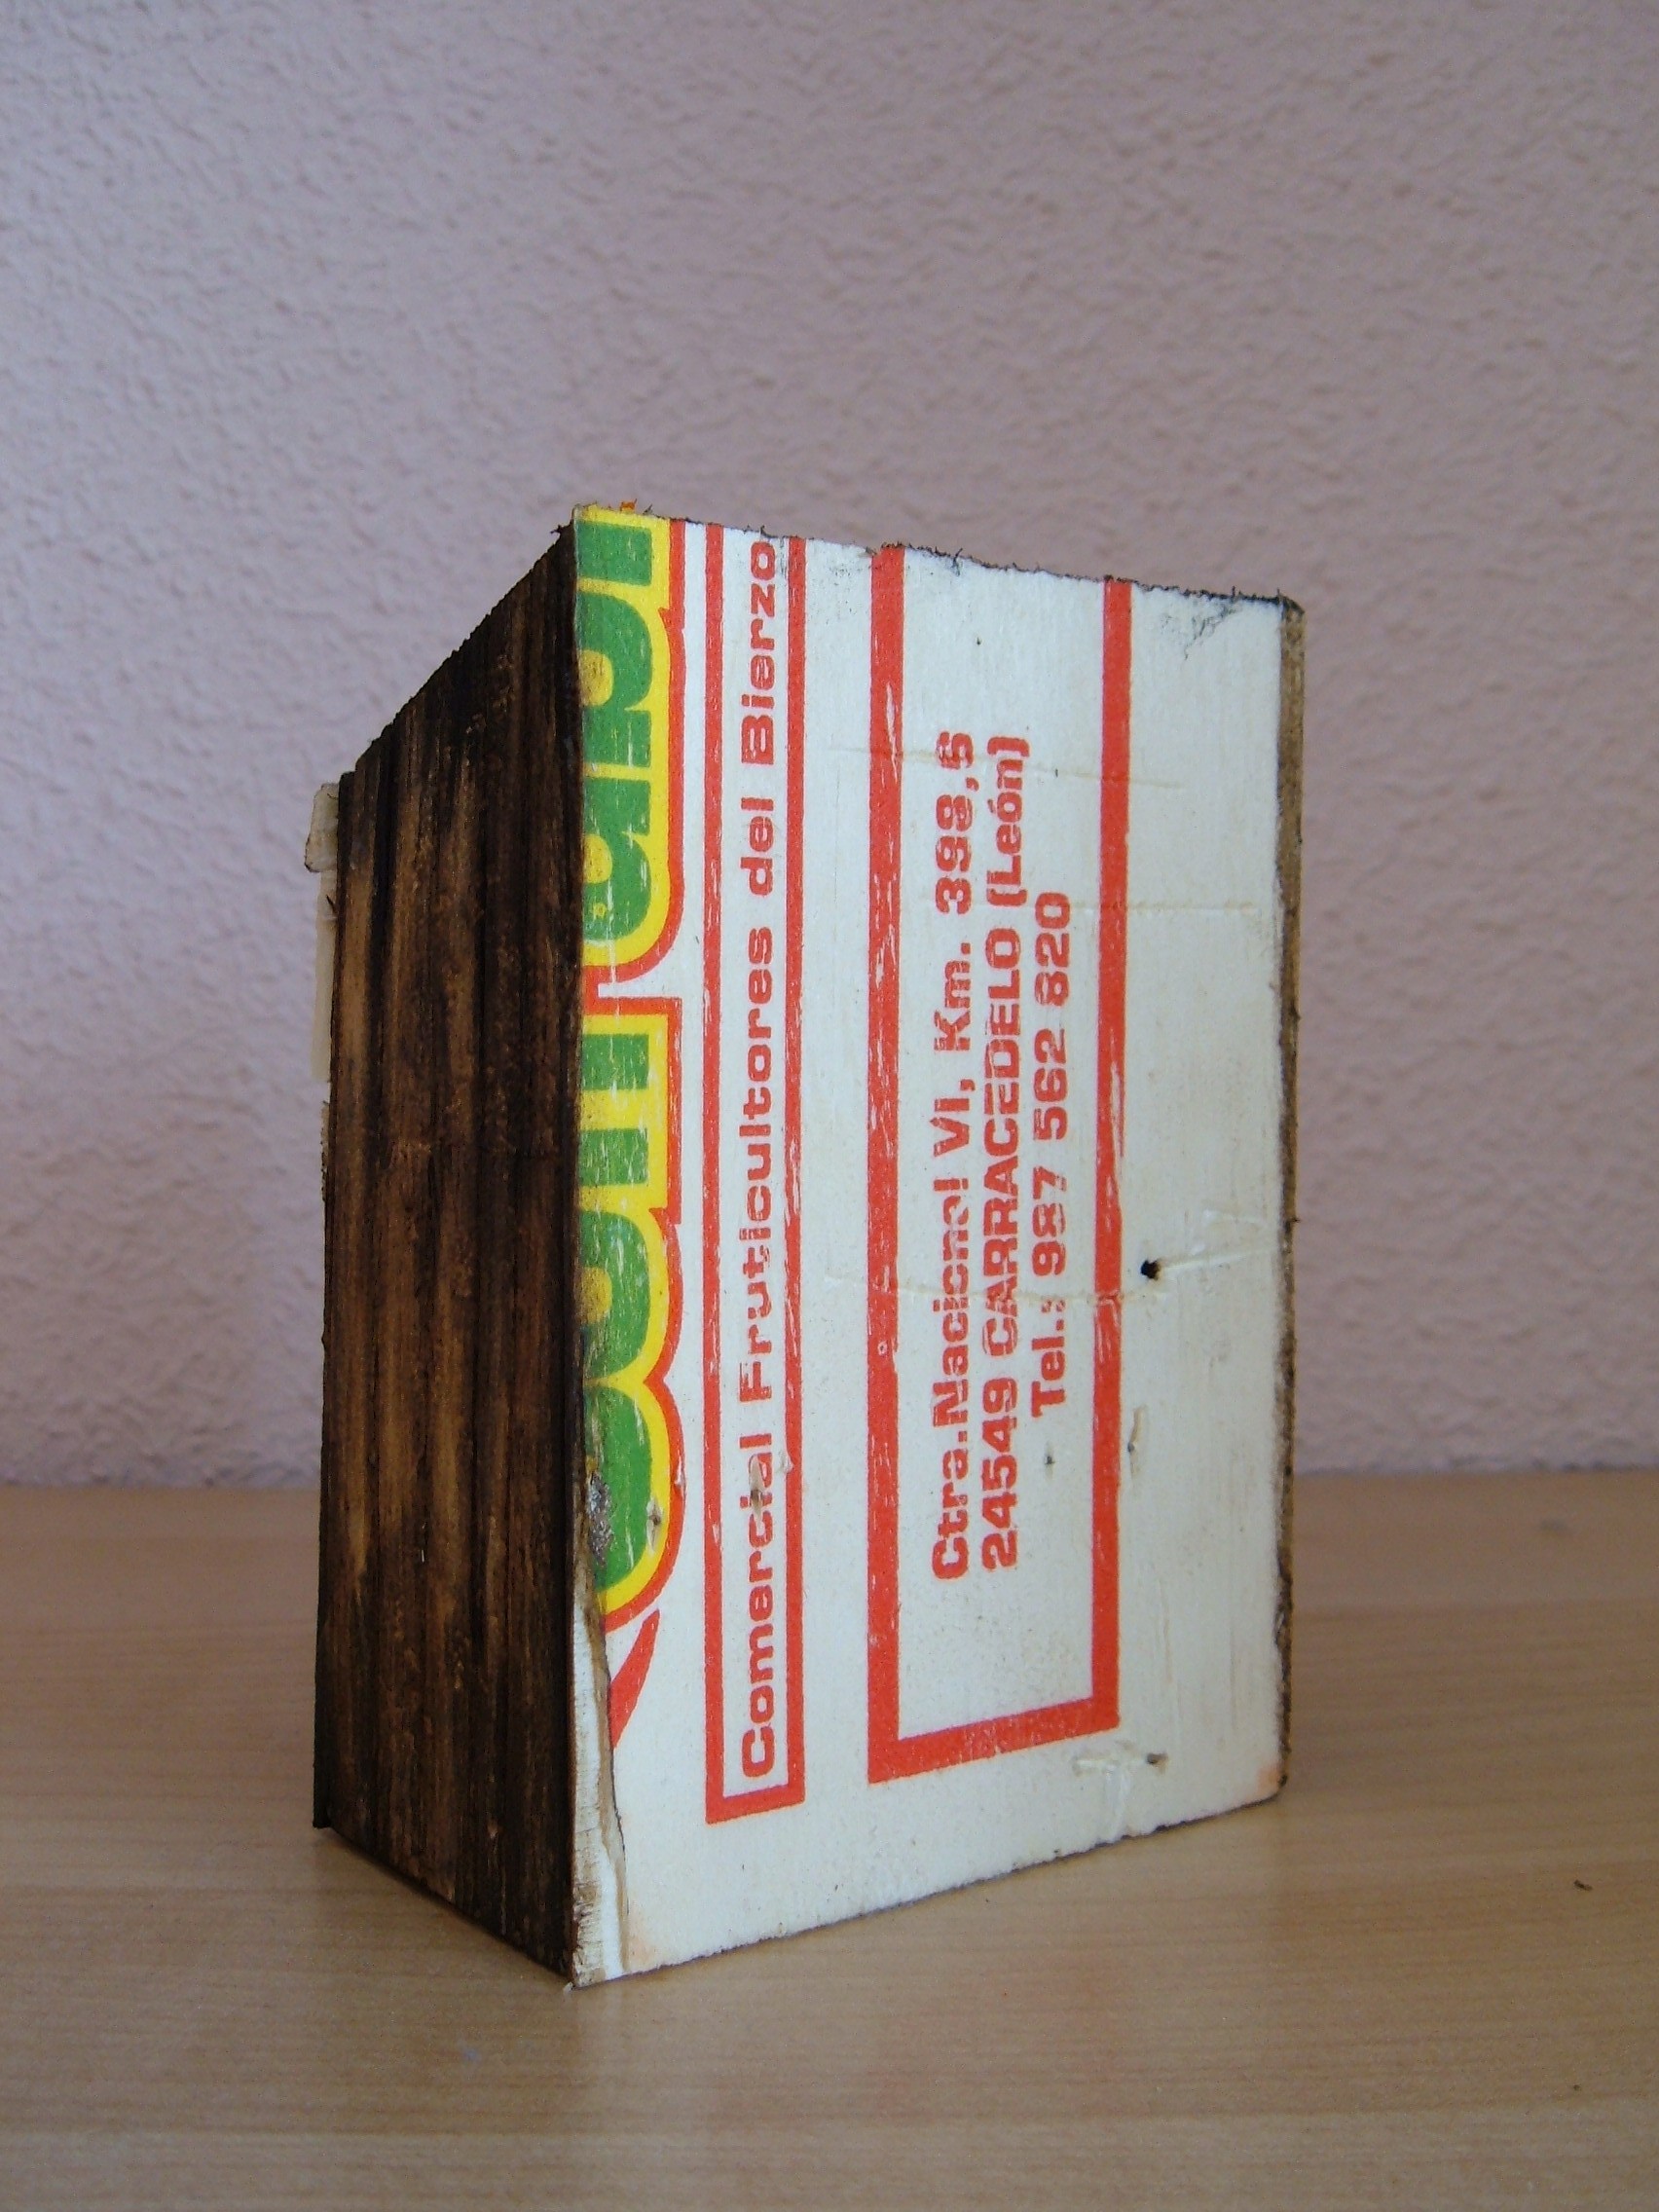 Comercial Fruticultores del Bierzo
Ctra.Nacional VI, Km. 398,6
24549 CARRACEDELO (León)
Tel.: 987 562 820